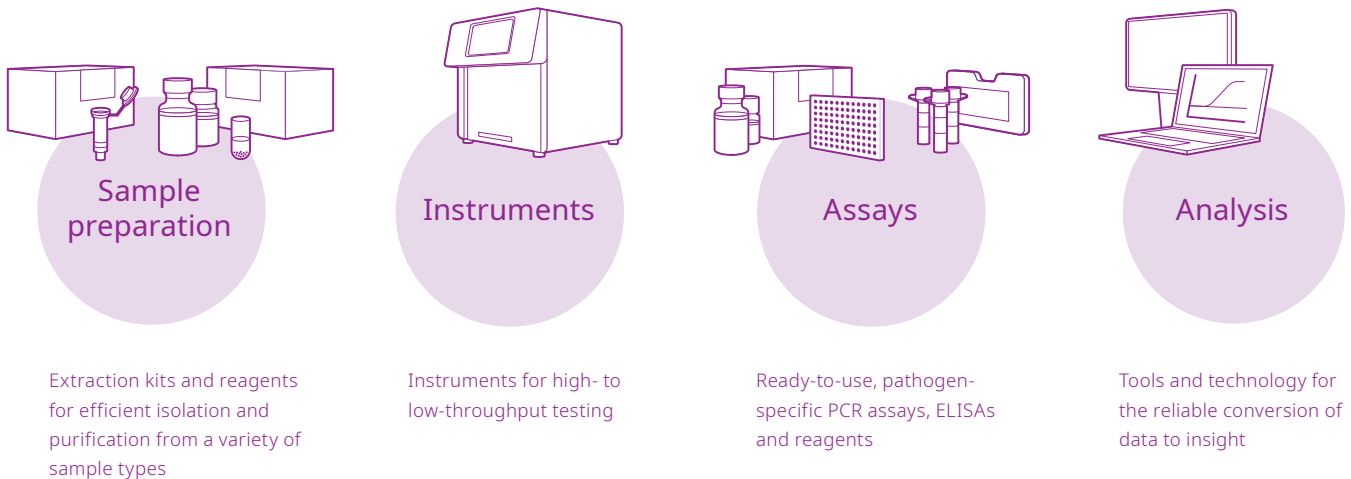 Sample
preparation
Instruments
Assays
Analysis
Extraction kits and reagents
for efficient isolation and
purification from a variety of
sample types
Instruments for high- to
low-throughput testing
Ready-to-use, pathogen-
specific PCR assays, ELISAs
and reagents
Tools and technology for
the reliable conversion of
data to insight